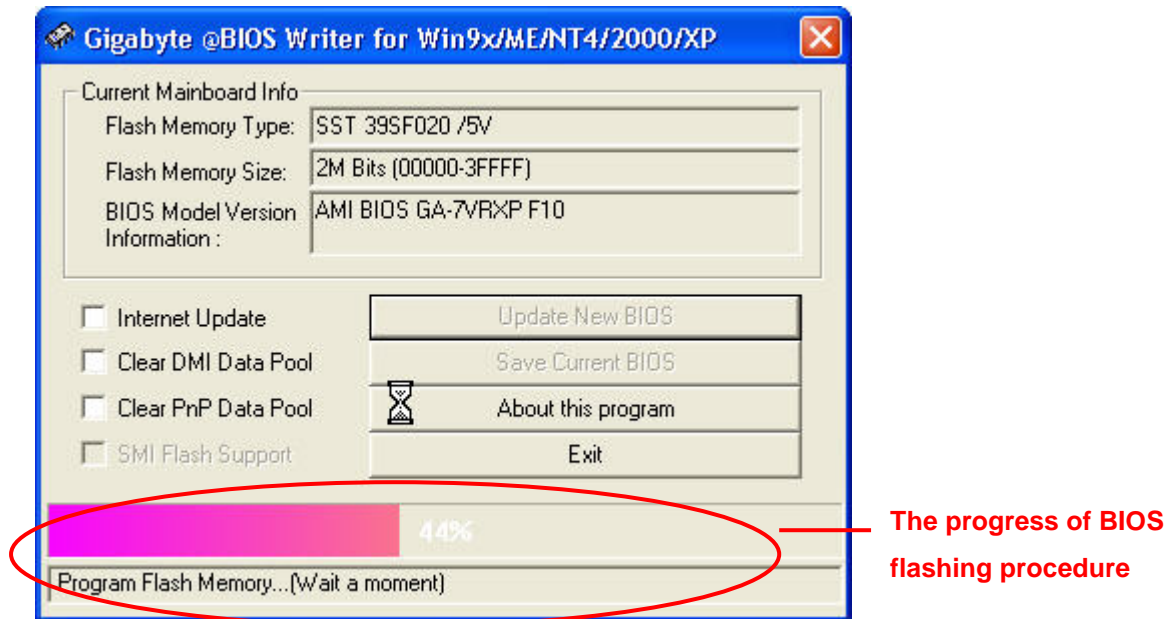 Gigabyte @BIOS Writer for Win9x/ME/NT4/2000/XP
Current Mainboard Info
Flash Memory Type: SST 39SF020 /5V
Flash Memory Size: 2M Bits (00000-3FFFF)
BIOS Model Version AMI BIOS GA-7VRXP F10
Information :
Internet Update Update New BIOS
Clear DMI Data Pool Save Current BIOS
Clear PnP Data Pool About this program
SMI Flash Support Exit
44%
The progress of BIOS
flashing procedure
Program Flash Memory...(Wait a moment)